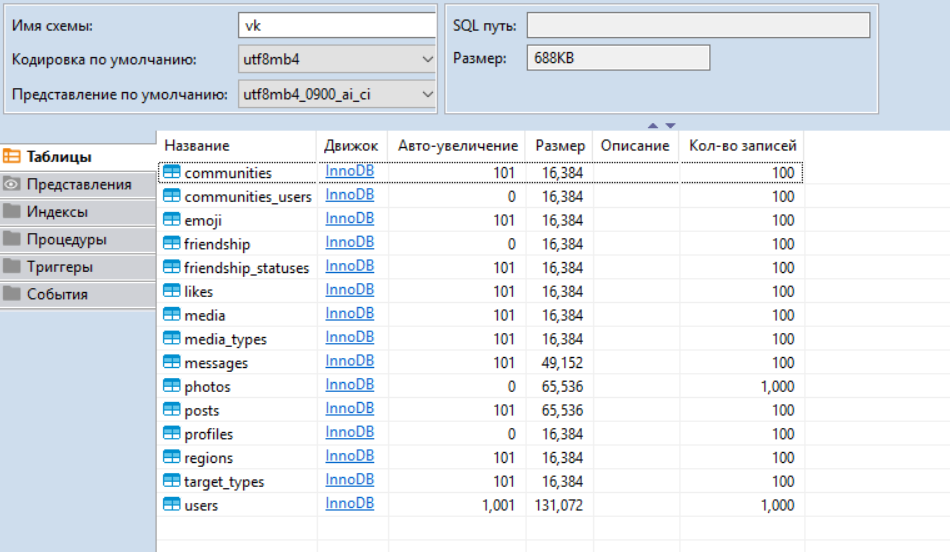 Имя схемы: vk SQL путь:
Кодировка по умолчанию: utf8mb4 Размер: 688KB
Представление по умолчанию: utf8mb4_0900_ai_ci
Таблицы
Представления
Индексы
Процедуры
Триггеры
События
Название Движок Авто-увеличение Размер Описание Кол-во записей
communities InnoDB 101 16,384 100
communities_users InnoDB 0 16,384 100
emoji InnoDB 101 16,384 100
friendship InnoDB 0 16,384 100
friendship_statuses InnoDB 101 16,384 100
likes InnoDB 101 16,384 100
media InnoDB 101 16,384 100
media_types InnoDB 101 16,384 100
messages InnoDB 101 49,152 100
photos InnoDB 0 65,536 1,000
posts InnoDB 101 65,536 100
profiles InnoDB 0 16,384 100
regions InnoDB 101 16,384 100
target_types InnoDB 101 16,384 100
users InnoDB 1,001 131,072 1,000